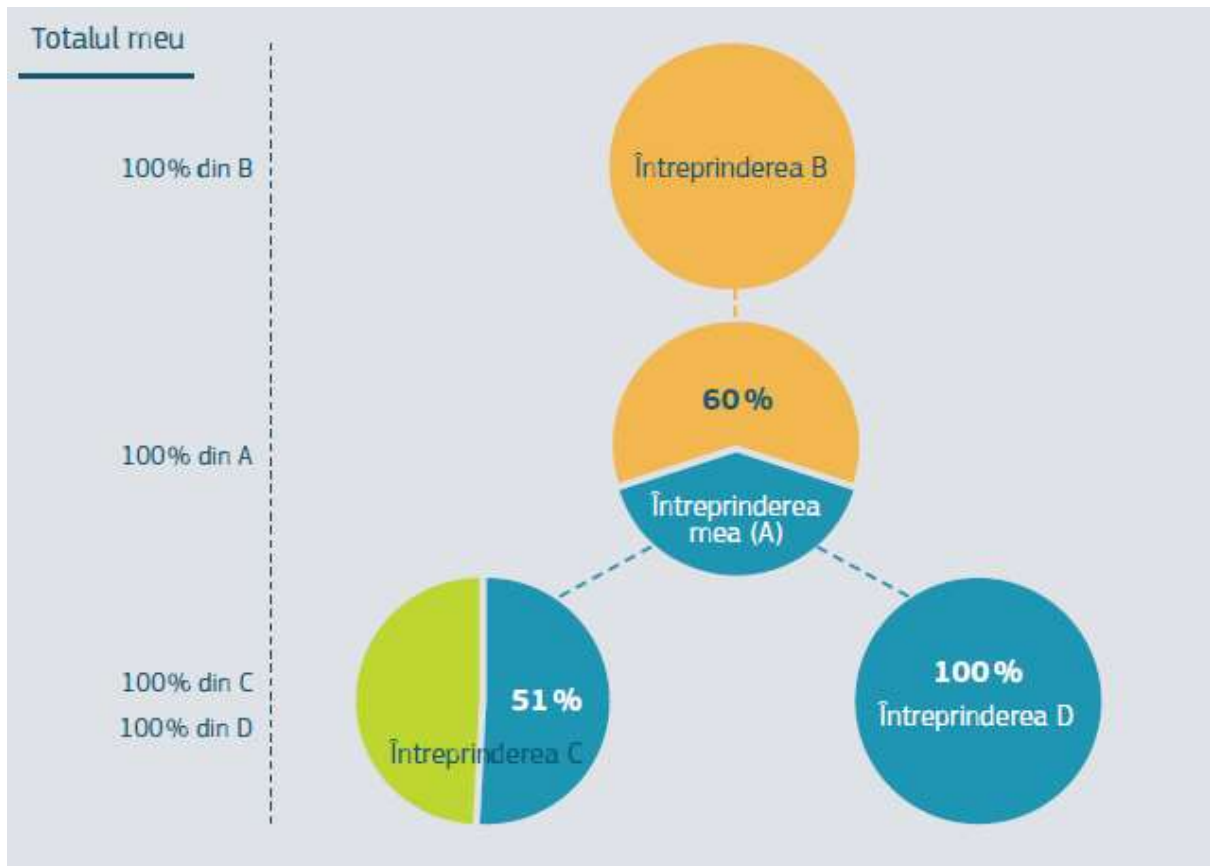 Totalul meu
100% din B
Întreprinderea B
60%
100% din A
Întreprinderea
mea (A)
100% din C
100% din D
51%
Întreprinderea C
100%
Întreprinderea D